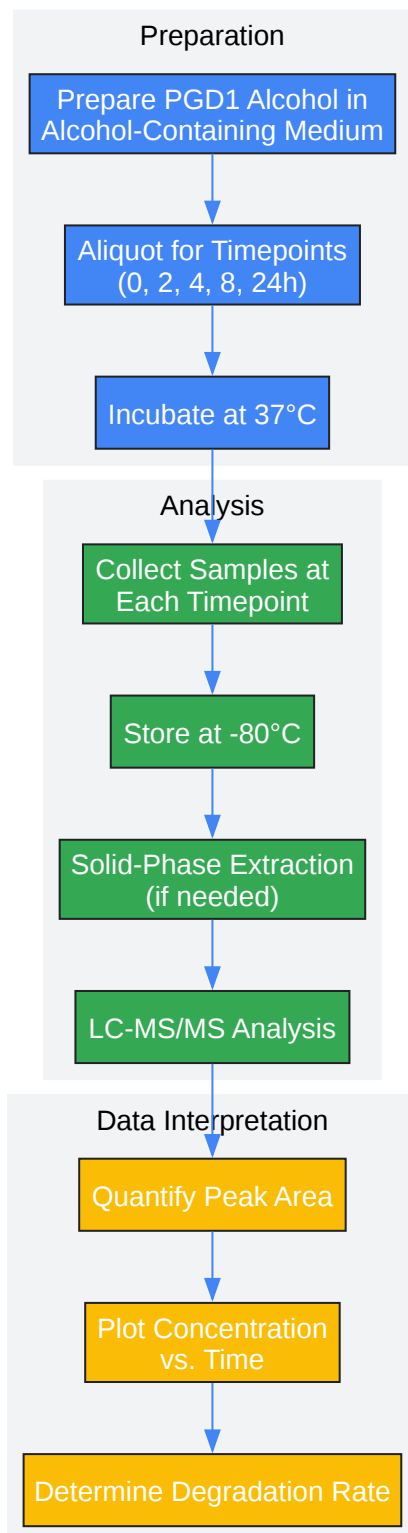 Preparation
Prepare PGD1 Alcohol in
Alcohol-Containing Medium
Aliquot for Timepoints
(0, 2, 4, 8, 24h)
Incubate at 37°C
Analysis
Collect Samples at
Each Timepoint
Store at -80°C
Solid-Phase Extraction
(if needed)
LC-MS/MS Analysis
Data Interpretation
Quantify Peak Area
Plot Concentration
vs. Time
Determine Degradation Rate